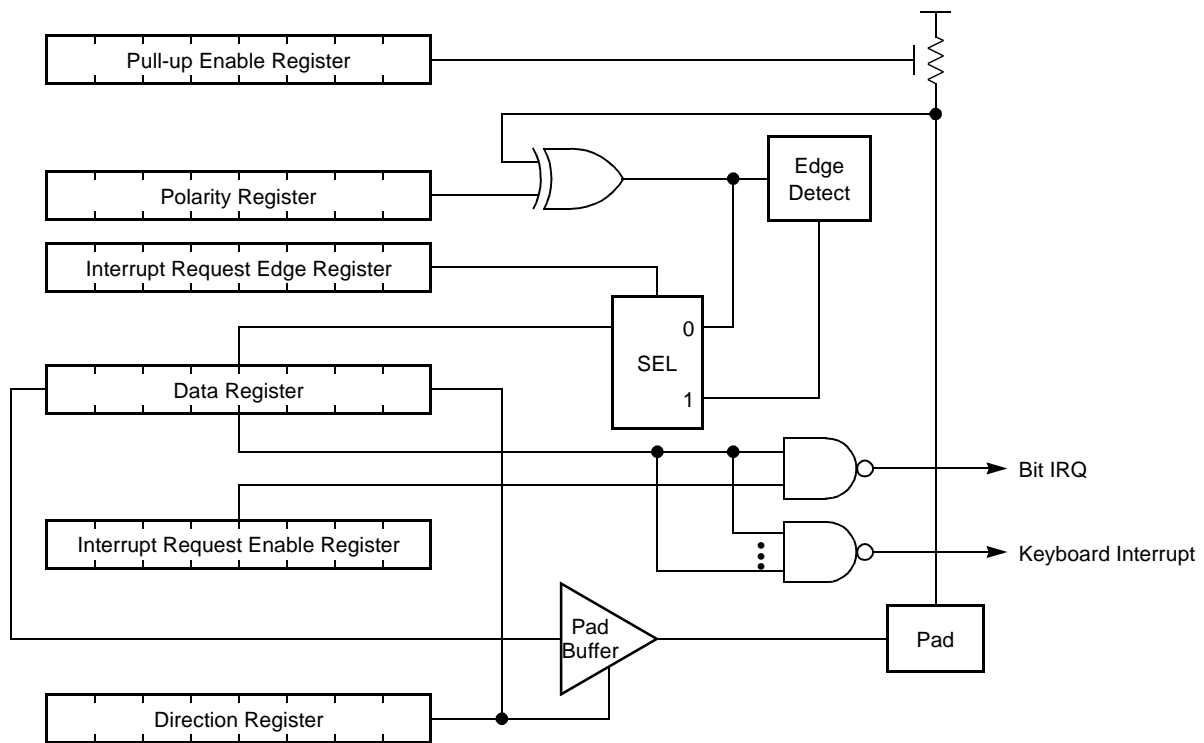 Pull-up Enable Register
Edge
Detect
Polarity Register
Interrupt Request Edge Register
0
SEL
Data Register
1
Bit IRQ
Interrupt Request Enable Register
Keyboard Interrupt
Pad
Buffer
Pad
Direction Register